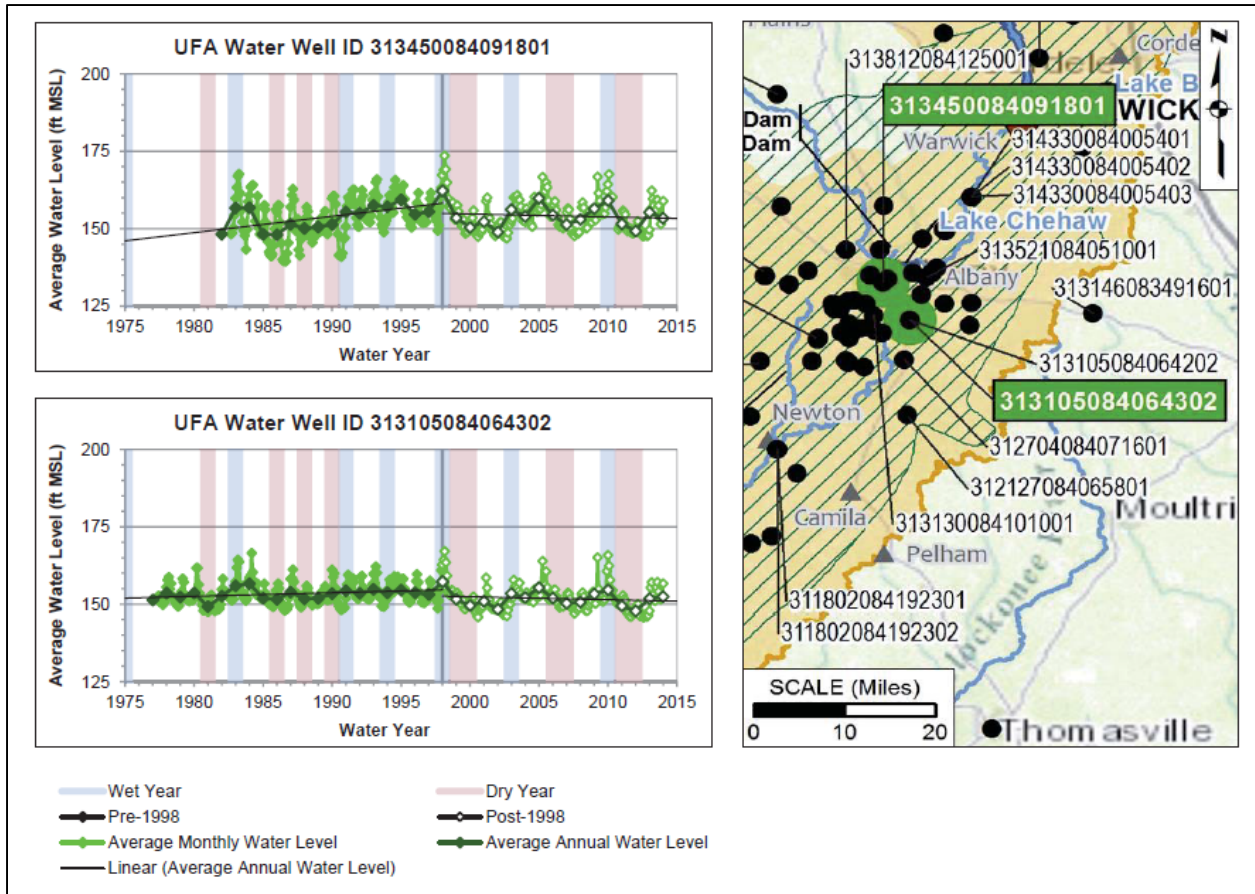 UFA Water Well ID 313450084091801
Average Water Level (ft MSL)
200
175
150
125
1975 1980 1985 1990 1995 2000 2005 2010 2015
Water Year
UFA Water Well ID 313105084064302
Average Water Level (ft MSL)
200
175
150
125
1975 1980 1985 1990 1995 2000 2005 2010 2015
Water Year
Wet Year
Dry Year
Pre-1998
Post-1998
Average Monthly Water Level
Average Annual Water Level
Linear (Average Annual Water Level)
Plains
Corde
313812084125001
Lake B
313450084091801
WICK
Dam
Dam
Warwick
314330084005401
314330084005402
314330084005403
Lake Chehaw
313521084051001
Albany
313146083491601
313105084064202
313105084064302
Newton
312704084071601
312127084065801
Camila
Moultri
313130084101001
Pelham
311802084192301
311802084192302
SCALE (Miles)
0 10 20
Thomasville
N